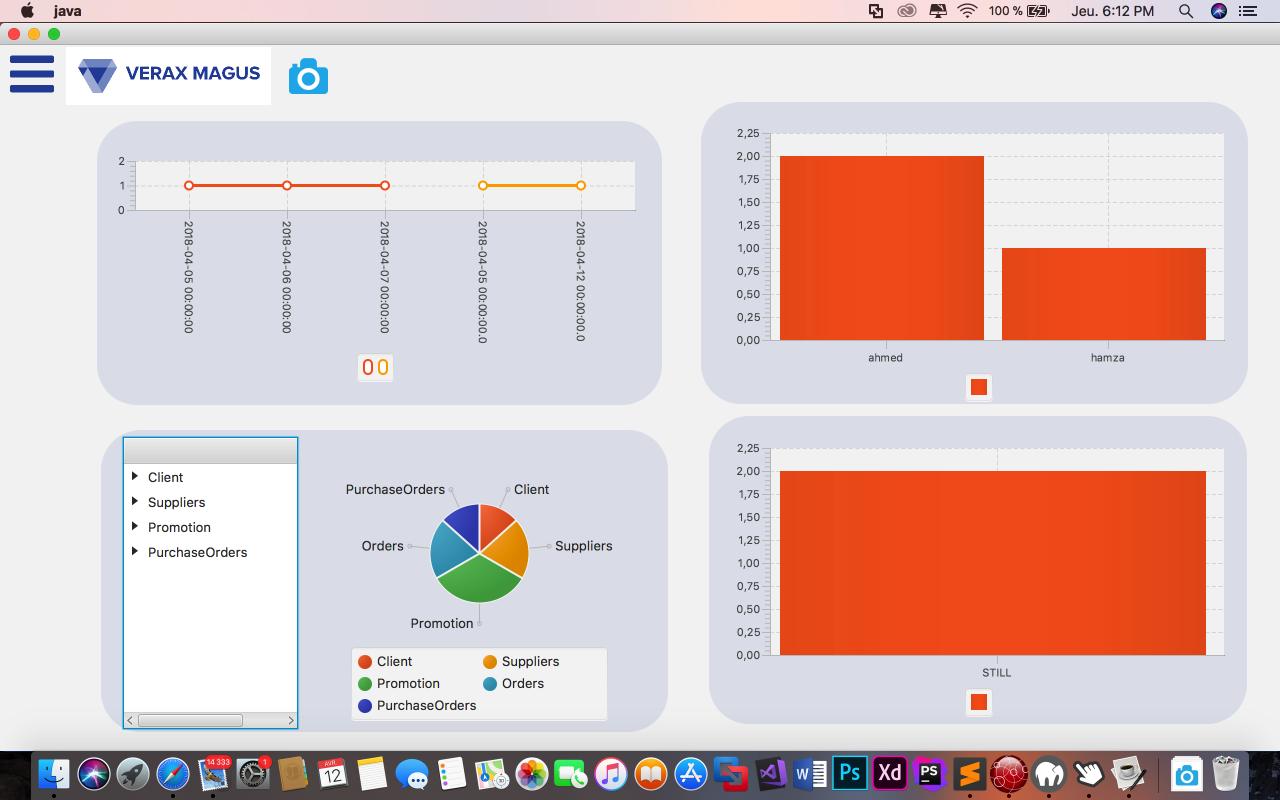 java
100 %
Jeu. 6:12 PM
VERAX MAGUS
2
1
0
2018-04-05 00:00:00
2018-04-06 00:00:00
2018-04-07 00:00:00
2018-04-05 00:00:00.0
2018-04-12 00:00:00.0
2,25
2,00
1,75
1,50
1,25
1,00
0,75
0,50
0,25
0,00
ahmed
hamza
Client
Suppliers
Promotion
PurchaseOrders
PurchaseOrders
Client
Orders
Suppliers
Promotion
Client
Suppliers
Promotion
Orders
PurchaseOrders
2,25
2,00
1,75
1,50
1,25
1,00
0,75
0,50
0,25
0,00
STILL
14 333
1
AVR
12
W
Ps
Xd
PS